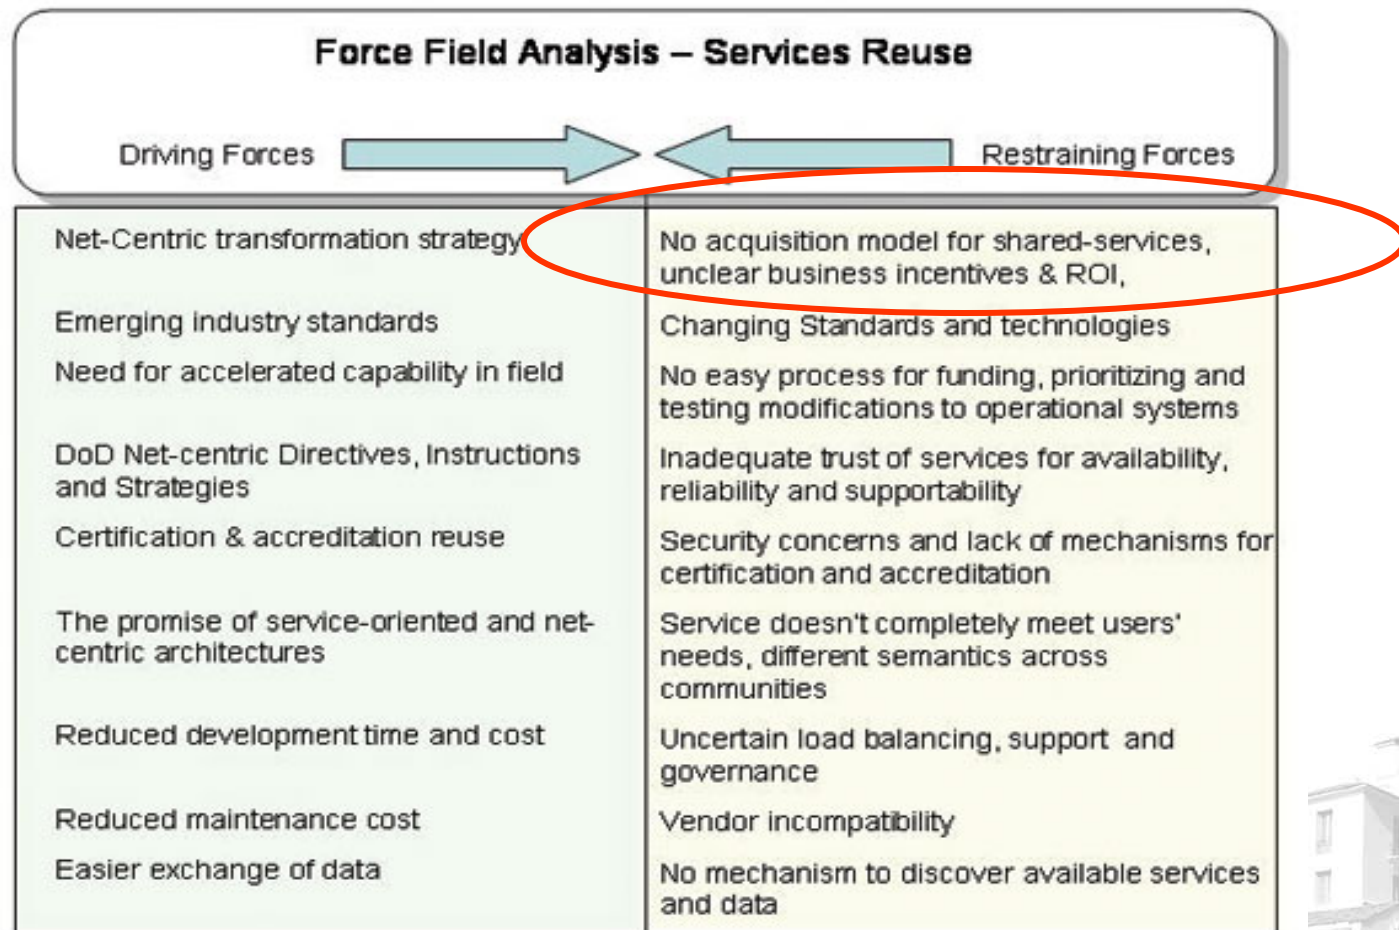 Force Field Analysis – Services Reuse
Driving Forces
Restraining Forces
Net-Centric transformation strategy
No acquisition model for shared-services,
unclear business incentives & ROI,
Emerging industry standards
Changing Standards and technologies
Need for accelerated capability in field
No easy process for funding, prioritizing and
testing modifications to operational systems
DoD Net-centric Directives, Instructions
and Strategies
Inadequate trust of services for availability,
reliability and supportability
Certification & accreditation reuse
Security concerns and lack of mechanisms for
certification and accreditation
The promise of service-oriented and net-
centric architectures
Service doesn't completely meet users'
needs, different semantics across
communities
Reduced development time and cost
Uncertain load balancing, support and
governance
Reduced maintenance cost
Vendor incompatibility
Easier exchange of data
No mechanism to discover available services
and data